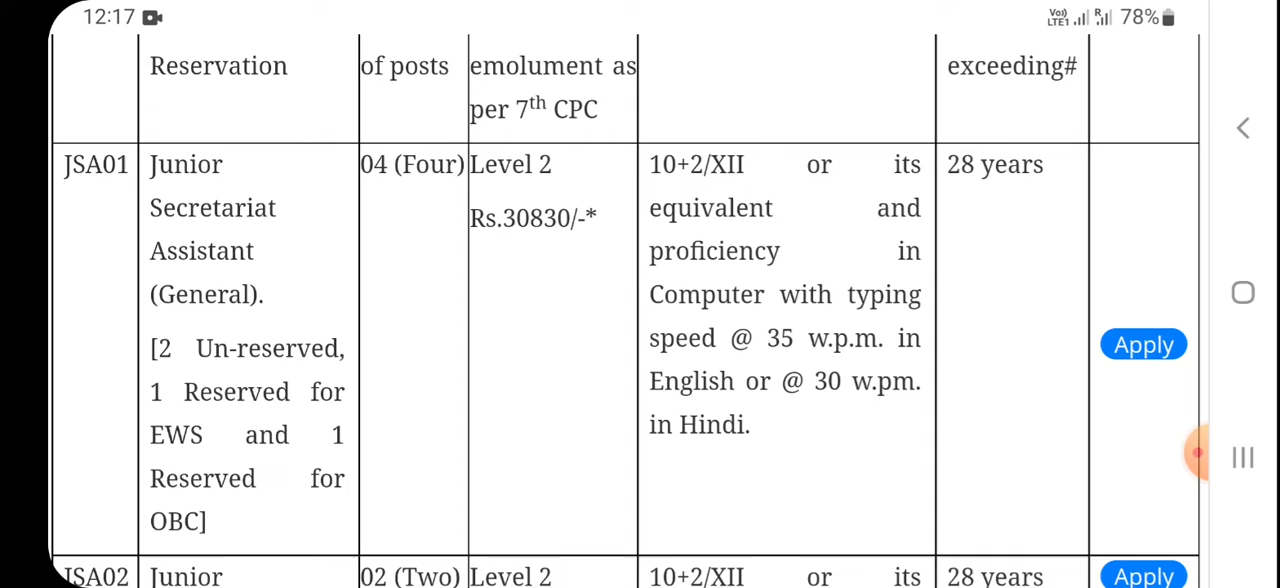 12:17
Vo)) LTE1 R 78%
Reservation of posts emolument as exceeding#
per 7th CPC
JSA01 Junior 04 (Four) Level 2 10+2/XII or its 28 years
Secretariat Rs.30830/-* equivalent and
Assistant proficiency in
(General). Computer with typing
[2 Un-reserved, speed @ 35 w.p.m. in Apply
1 Reserved for English or @ 30 w.pm.
EWS and 1 in Hindi.
Reserved for
OBC]
JSA02 Junior 02 (Two) Level 2 10+2/XII or its 28 years Apply